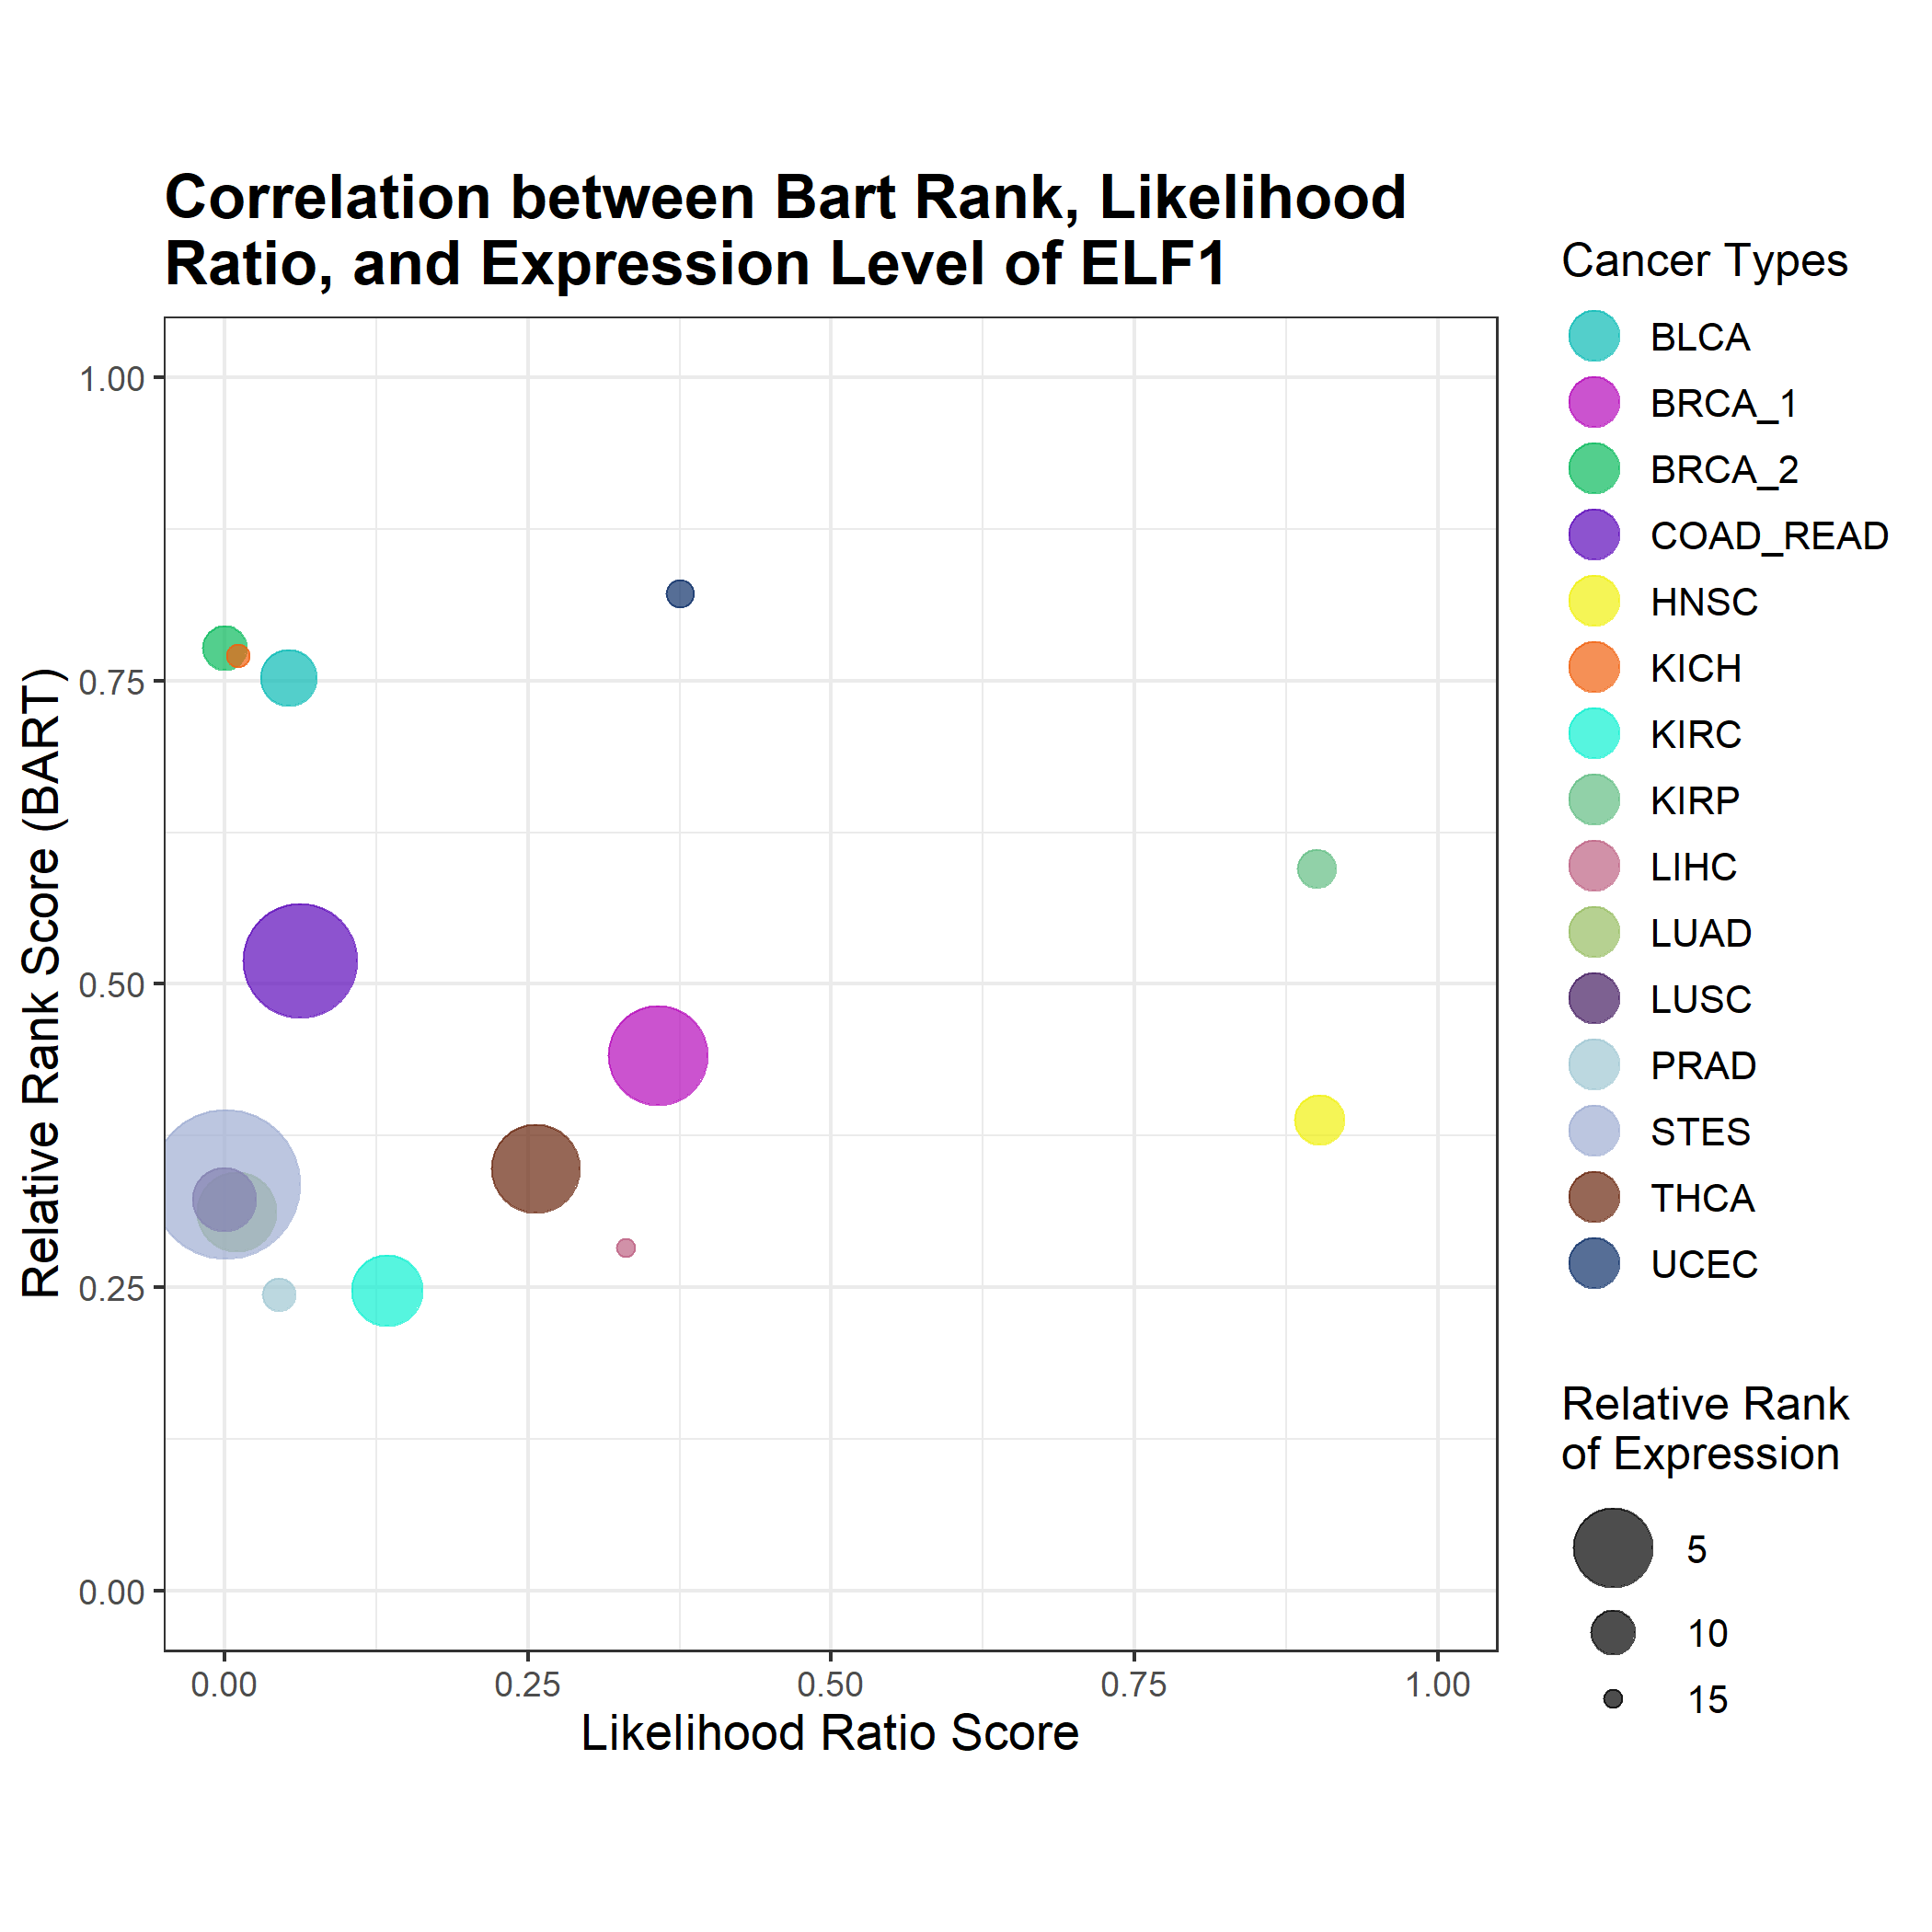 Correlation between Bart Rank, Likelihood
Ratio, and Expression Level of ELF1
Relative Rank Score (BART)
1.00
0.75
0.50
0.25
0.00
0.00
0.25
0.50
0.75
1.00
Likelihood Ratio Score
Cancer Types
BLCA
BRCA_1
BRCA_2
COAD_READ
HNSC
KICH
KIRC
KIRP
LIHC
LUAD
LUSC
PRAD
STES
THCA
UCEC
Relative Rank
of Expression
5
10
15